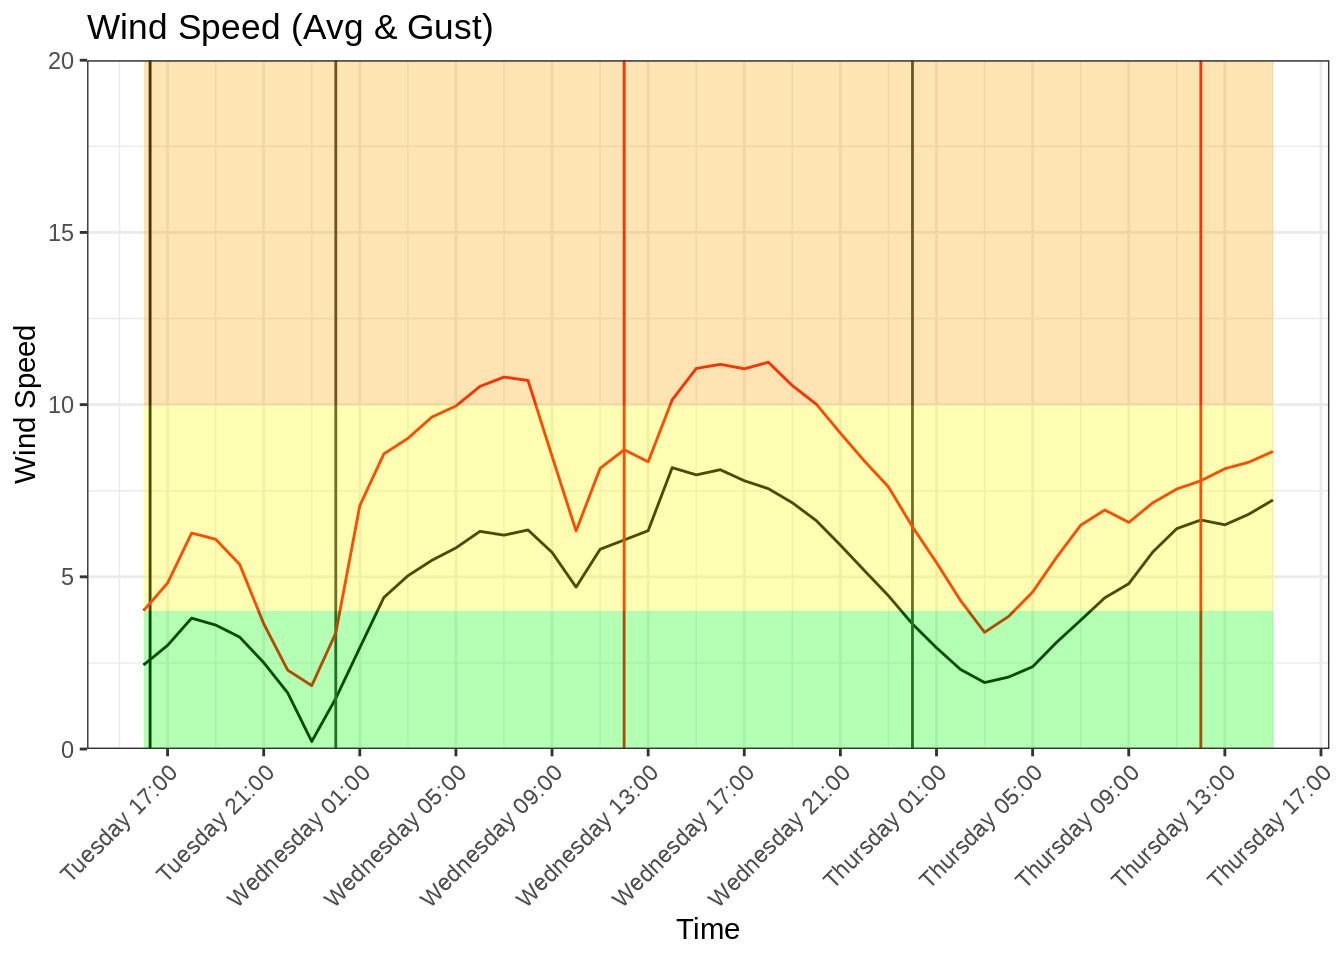 Wind Speed (Avg & Gust)
20
15
10
5
0
Wind Speed
Tuesday 17:00
Tuesday 21:00
Wednesday 01:00
Wednesday 05:00
Wednesday 09:00
Wednesday 13:00
Wednesday 17:00
Wednesday 21:00
Thursday 01:00
Thursday 05:00
Thursday 09:00
Thursday 13:00
Thursday 17:00
Time